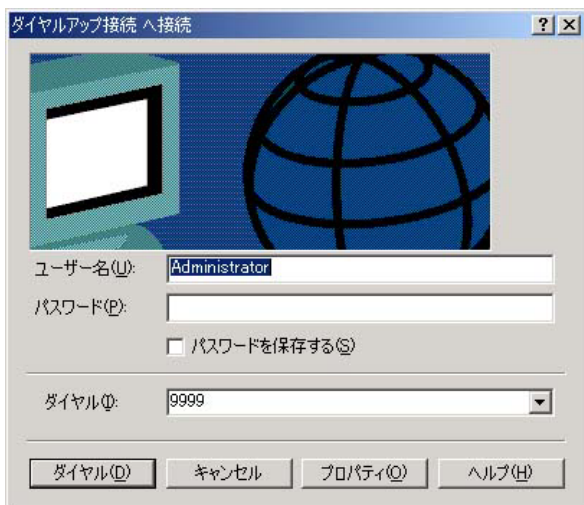 ダイヤルアップ接続 へ接続
ユーザー名(U):
Administrator
パスワード(P):
パスワードを保存する(S)
ダイヤル(I):
9999
ダイヤル(D)
キャンセル
プロパティ(O)
ヘルプ(H)